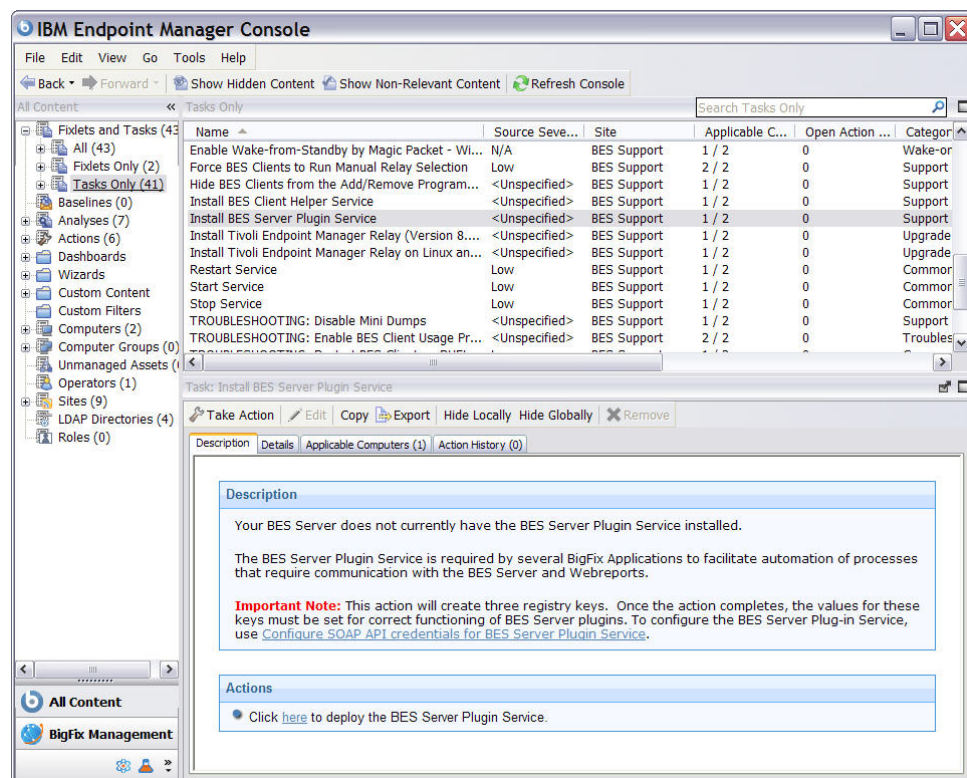 IBM Endpoint Manager Console
File Edit View Go Tools Help
Back Forward Show Hidden Content Show Non-Relevant Content Refresh Console
All Content « Tasks Only Search Tasks Only
Fixlets and Tasks (43
All (43)
Fixlets Only (2)
Tasks Only (41)
Baselines (0)
Analyses (7)
Actions (6)
Dashboards
Wizards
Custom Content
Custom Filters
Computers (2)
Computer Groups (0)
Unmanaged Assets (
Operators (1)
Sites (9)
LDAP Directories (4)
Roles (0)
All Content
BigFix Management
Name Source Seve... Site Applicable C... Open Action ... Categor
Enable Wake-from-Standby by Magic Packet - Wi... N/A BES Support 1 / 2 0 Wake-or
Force BES Clients to Run Manual Relay Selection Low BES Support 2 / 2 0 Support
Hide BES Clients from the Add/Remove Program... <Unspecified> BES Support 1 / 2 0 Support
Install BES Client Helper Service <Unspecified> BES Support 1 / 2 0 Support
Install BES Server Plugin Service <Unspecified> BES Support 1 / 2 0 Support
Install Tivoli Endpoint Manager Relay (Version 8.... <Unspecified> BES Support 1 / 2 0 Upgrade
Install Tivoli Endpoint Manager Relay on Linux an... <Unspecified> BES Support 1 / 2 0 Upgrade
Restart Service Low BES Support 1 / 2 0 Commor
Start Service Low BES Support 1 / 2 0 Commor
Stop Service Low BES Support 1 / 2 0 Commor
TROUBLESHOOTING: Disable Mini Dumps <Unspecified> BES Support 1 / 2 0 Support
TROUBLESHOOTING: Enable BES Client Usage Pr... <Unspecified> BES Support 2 / 2 0 Troubles
Task: Install BES Server Plugin Service
Take Action Edit Copy Export Hide Locally Hide Globally Remove
Description Details Applicable Computers (1) Action History (0)
Description
Your BES Server does not currently have the BES Server Plugin Service installed.
The BES Server Plugin Service is required by several BigFix Applications to facilitate automation of processes
that require communication with the BES Server and Webreports.
Important Note: This action will create three registry keys. Once the action completes, the values for these
keys must be set for correct functioning of BES Server plugins. To configure the BES Server Plug-in Service,
use Configure SOAP API credentials for BES Server Plugin Service.
Actions
Click here to deploy the BES Server Plugin Service.